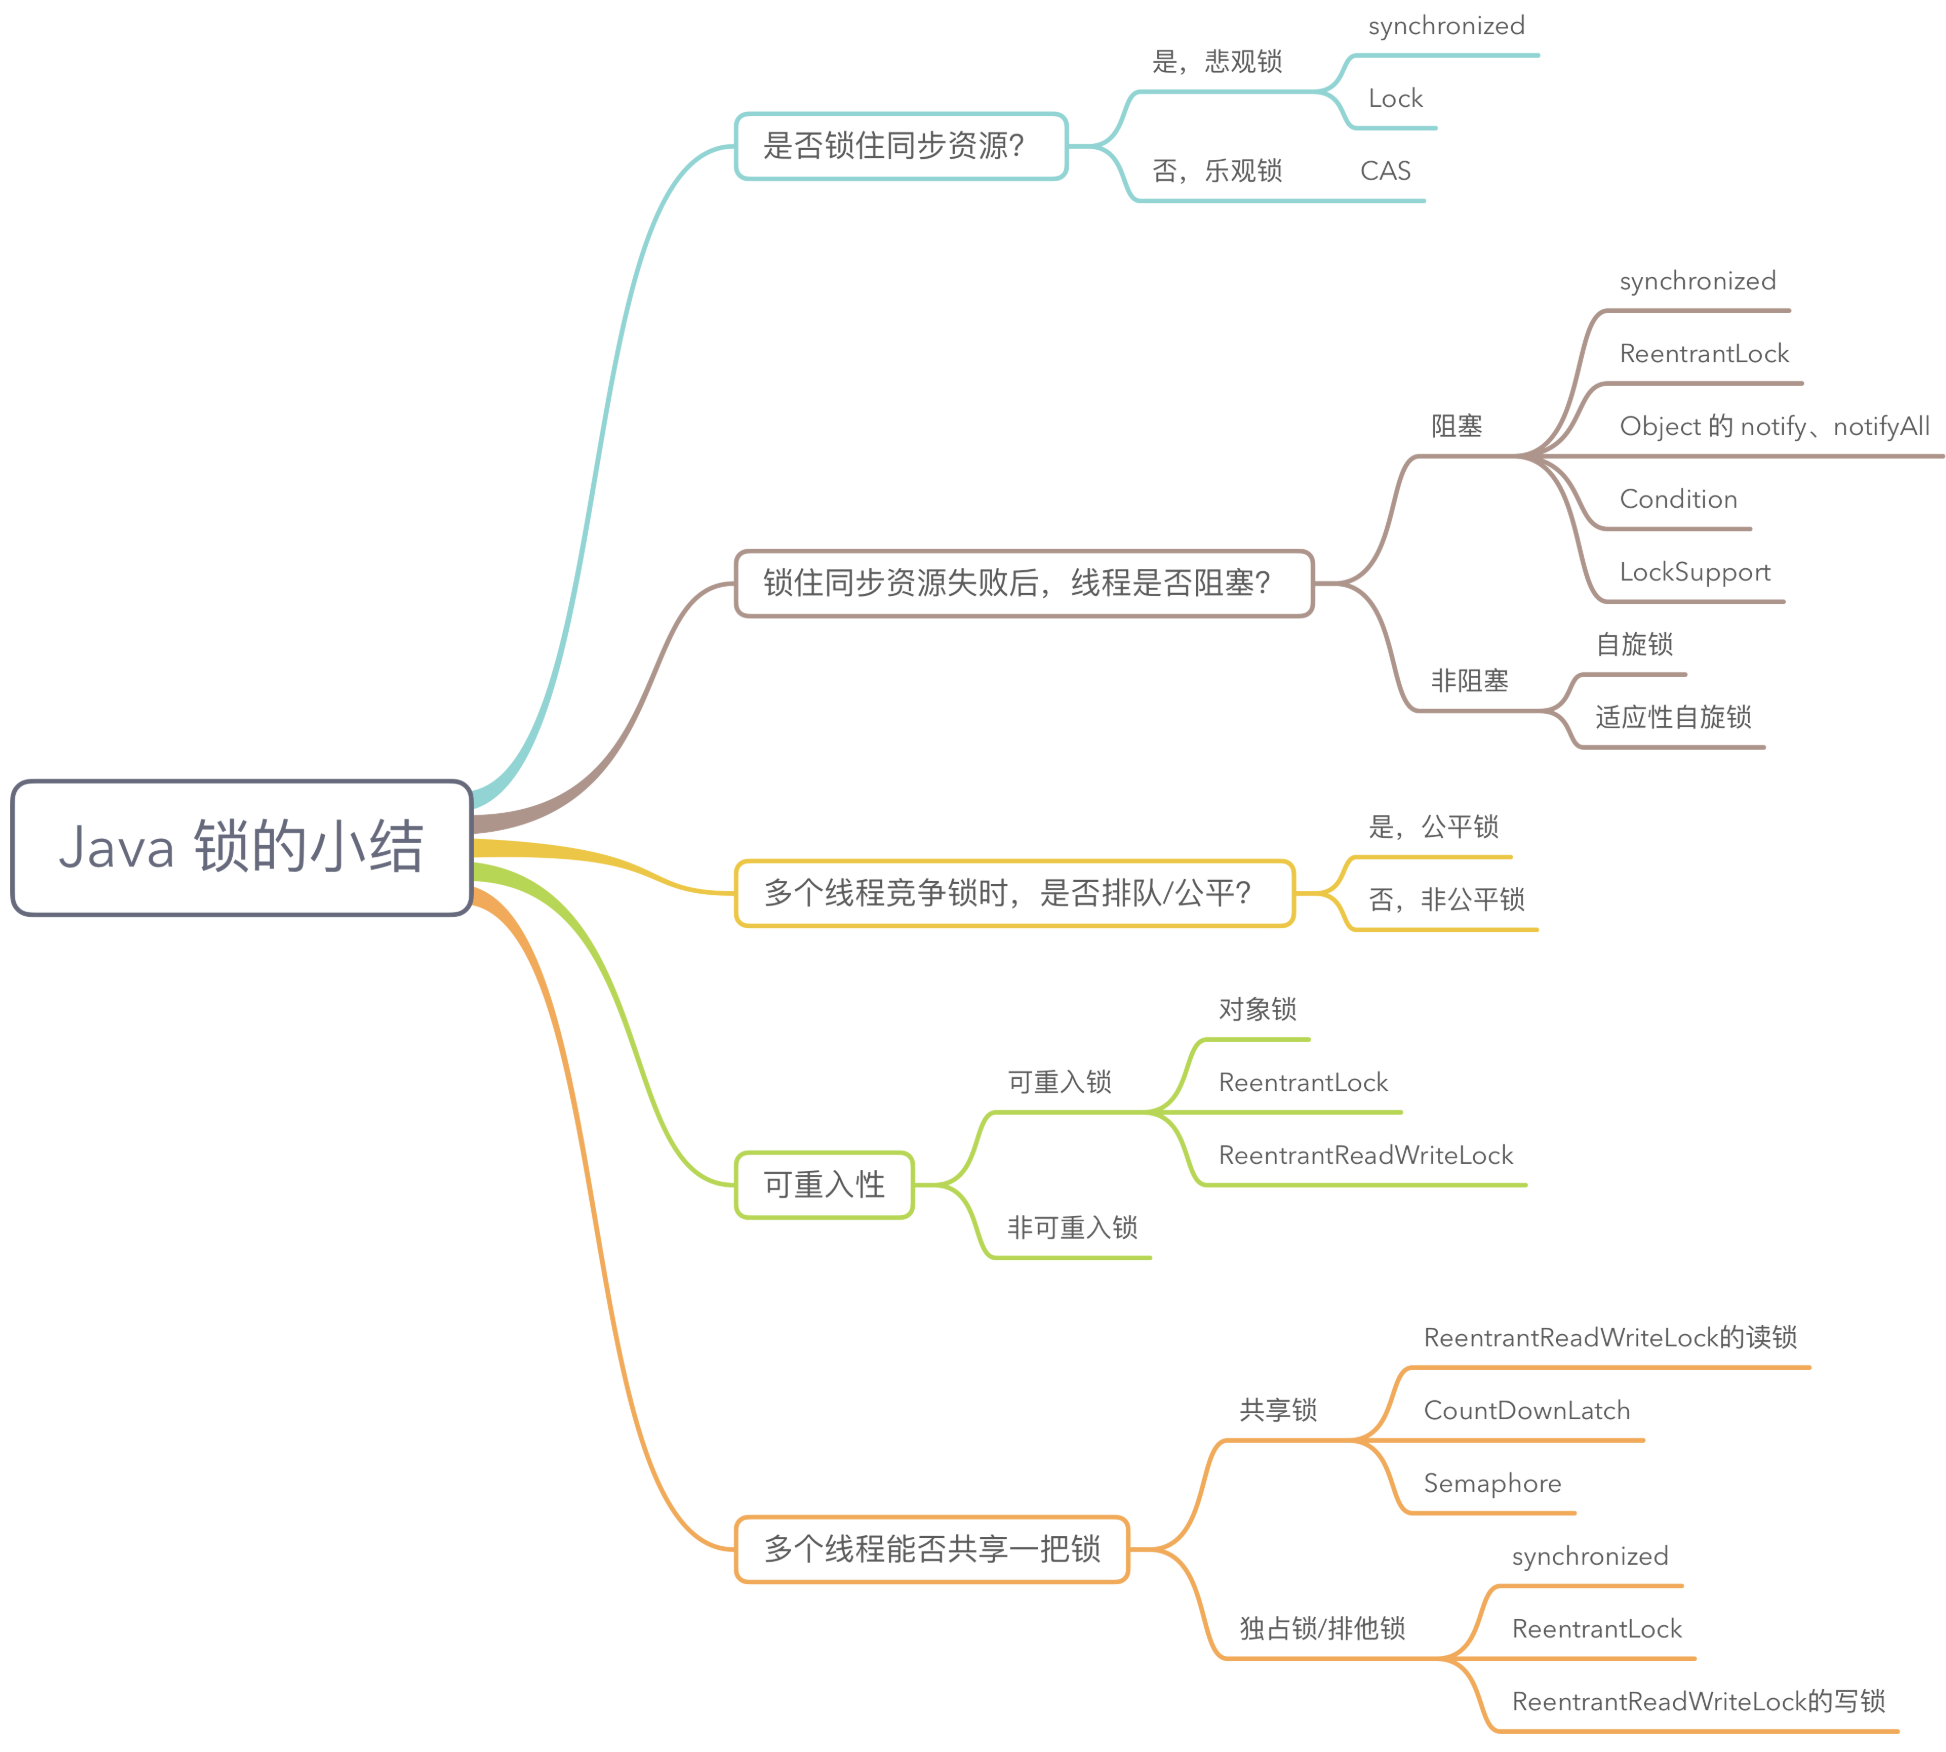 Java 锁的小结
是否锁住同步资源？
是，悲观锁
synchronized
Lock
否，乐观锁
CAS
锁住同步资源失败后，线程是否阻塞？
阻塞
synchronized
ReentrantLock
Object 的 notify、notifyAll
Condition
LockSupport
非阻塞
自旋锁
适应性自旋锁
多个线程竞争锁时，是否排队/公平？
是，公平锁
否，非公平锁
可重入性
可重入锁
对象锁
ReentrantLock
ReentrantReadWriteLock
非可重入锁
多个线程能否共享一把锁
共享锁
ReentrantReadWriteLock的读锁
CountDownLatch
Semaphore
独占锁/排他锁
synchronized
ReentrantLock
ReentrantReadWriteLock的写锁